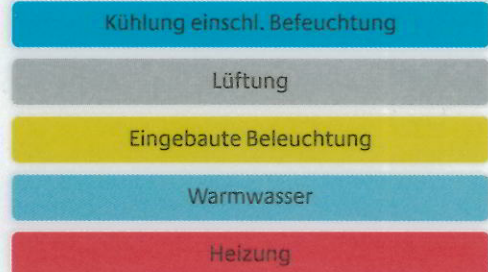 Kühlung einschl. Befeuchtung
Lüftung
Eingebaute Beleuchtung
Warmwasser
Heizung